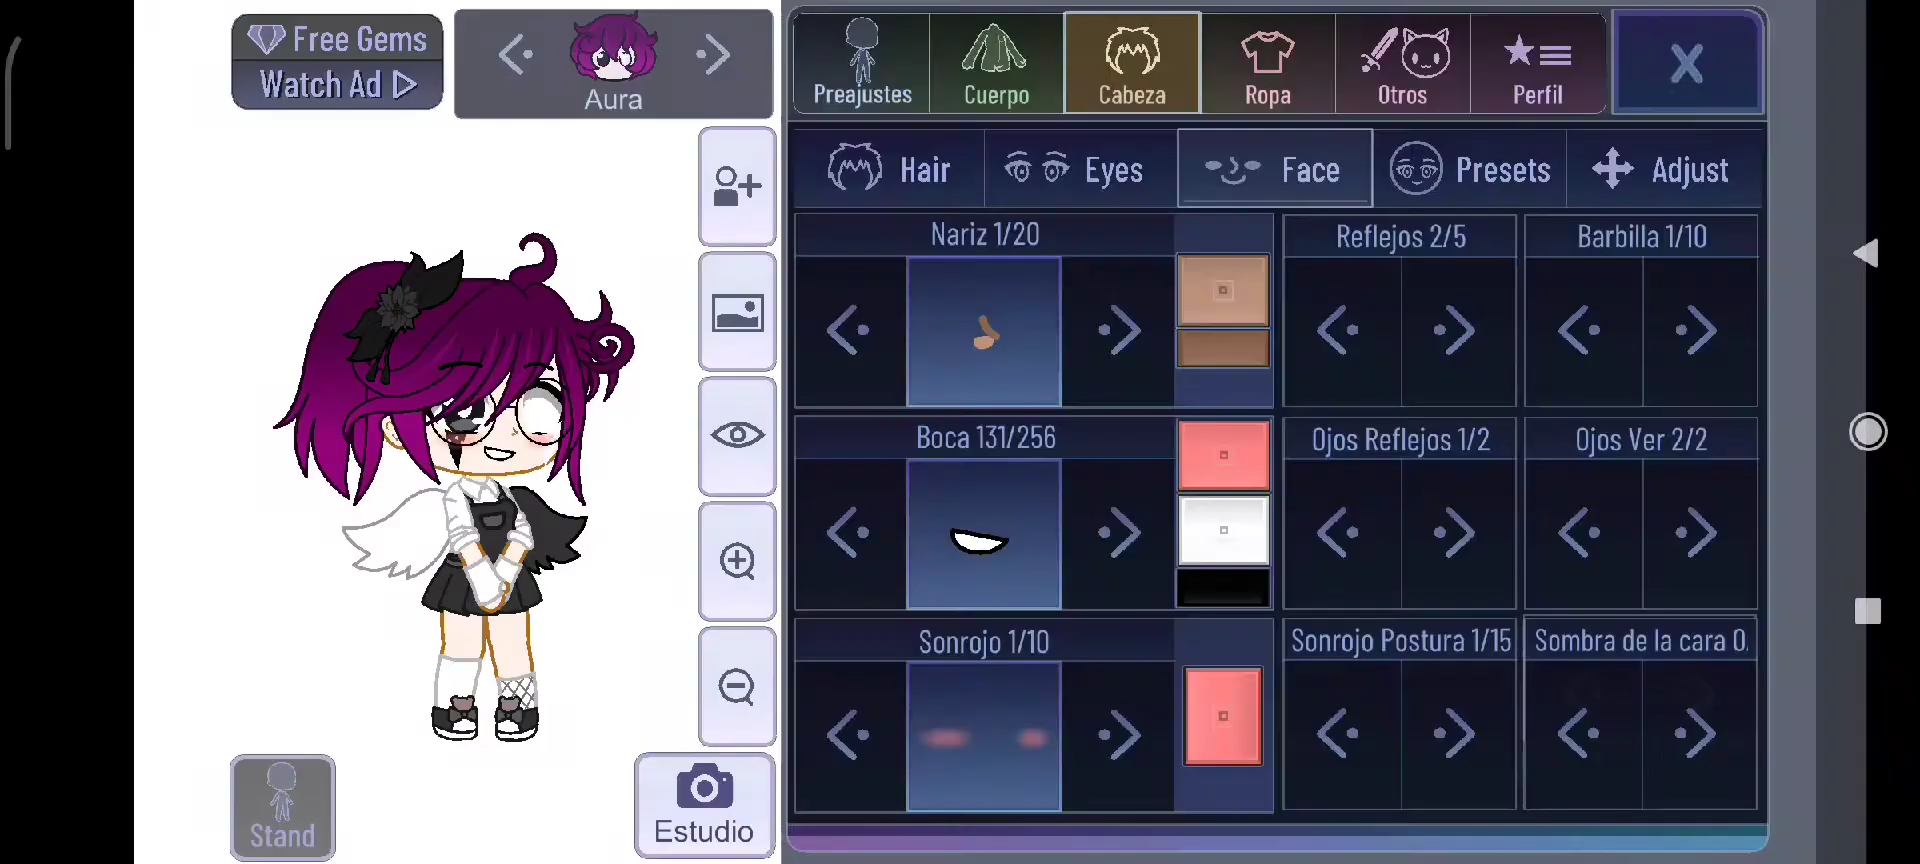 Free Gems
Watch Ad
Aura
Preajustes
Cuerpo
Cabeza
Ropa
Otros
Perfil
X
Hair
Eyes
Face
Presets
Adjust
Nariz 1/20
Reflejos 2/5
Barbilla 1/10
Boca 131/256
Ojos Reflejos 1/2
Ojos Ver 2/2
Sonrojo 1/10
Sonrojo Postura 1/15
Sombra de la cara 0.
Stand
Estudio